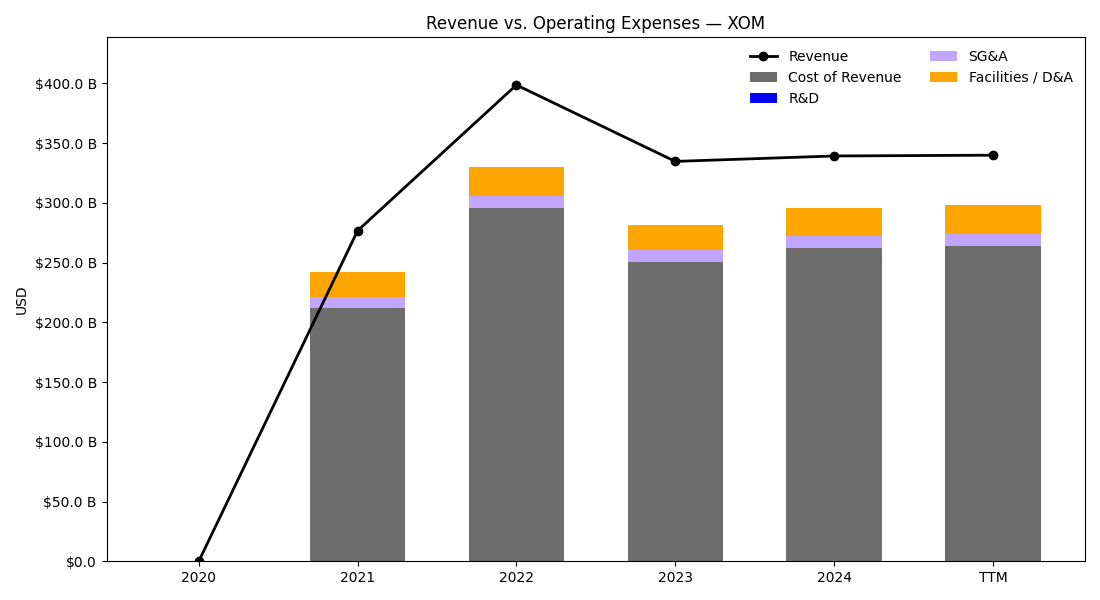 Revenue vs. Operating Expenses — XOM
Revenue
Cost of Revenue
R&D
SG&A
Facilities / D&A
USD
$400.0 B
$350.0 B
$300.0 B
$250.0 B
$200.0 B
$150.0 B
$100.0 B
$50.0 B
$0.0
2020 2021 2022 2023 2024 TTM